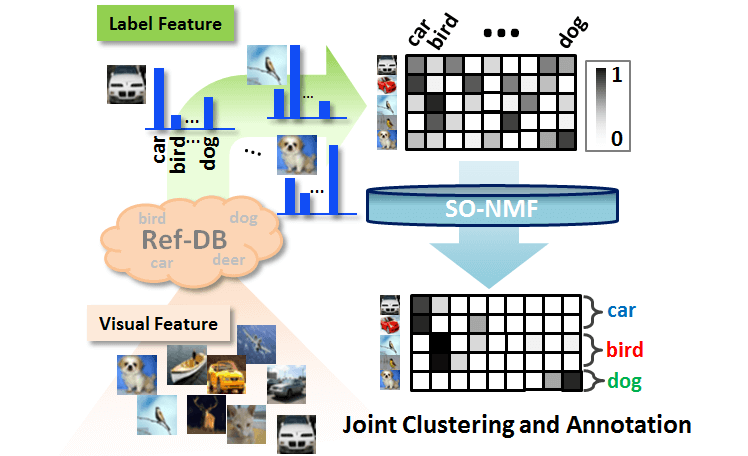 Label Feature
car
bird
...
dog
...
...
car
bird
...
dog
...
...
1
0
bird
dog
Ref-DB
car
deer
SO-NMF
Visual Feature
car
bird
dog
Joint Clustering and Annotation